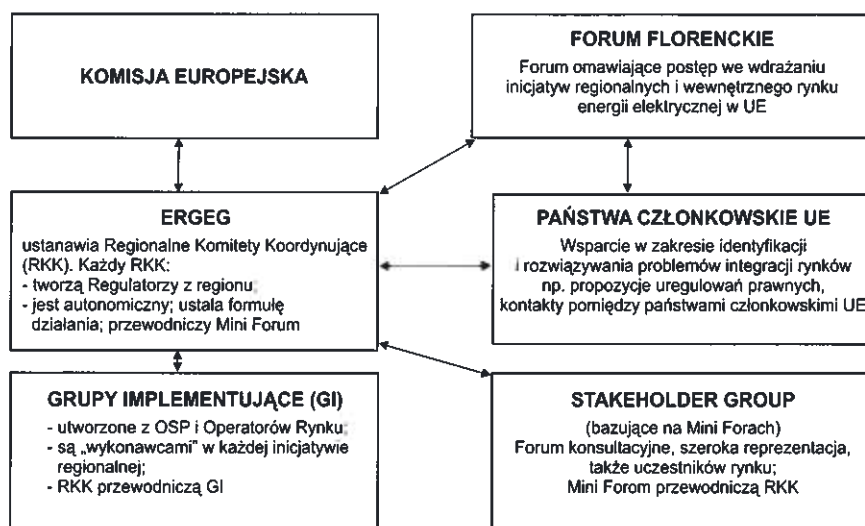 KOMISJA EUROPEJSKA
FORUM FLORENCKIE
Forum omawiające postęp we wdrażaniu
inicjatyw regionalnych i wewnętrznego rynku
energii elektrycznej w UE
ERGEG
ustanawia Regionalne Komitety Koordynujące
(RKK). Każdy RKK:
- tworzą Regulatorzy z regionu;
- jest autonomiczny; ustala formułę
działania; przewodniczy Mini Forum
PAŃSTWA CZŁONKOWSKIE UE
Wsparcie w zakresie identyfikacji
i rozwiązywania problemów integracji rynków
np. propozycje uregulowań prawnych,
kontakty pomiędzy państwami członkowskimi UE
GRUPY IMPLEMENTUJĄCE (GI)
- utworzone z OSP i Operatorów Rynku;
- są „wykonawcami" w każdej inicjatywie
regionalnej;
- RKK przewodniczą GI
STAKEHOLDER GROUP
(bazujące na Mini Forach)
Forum konsultacyjne, szeroka reprezentacja,
także uczestników rynku;
Mini Forom przewodniczą RKK